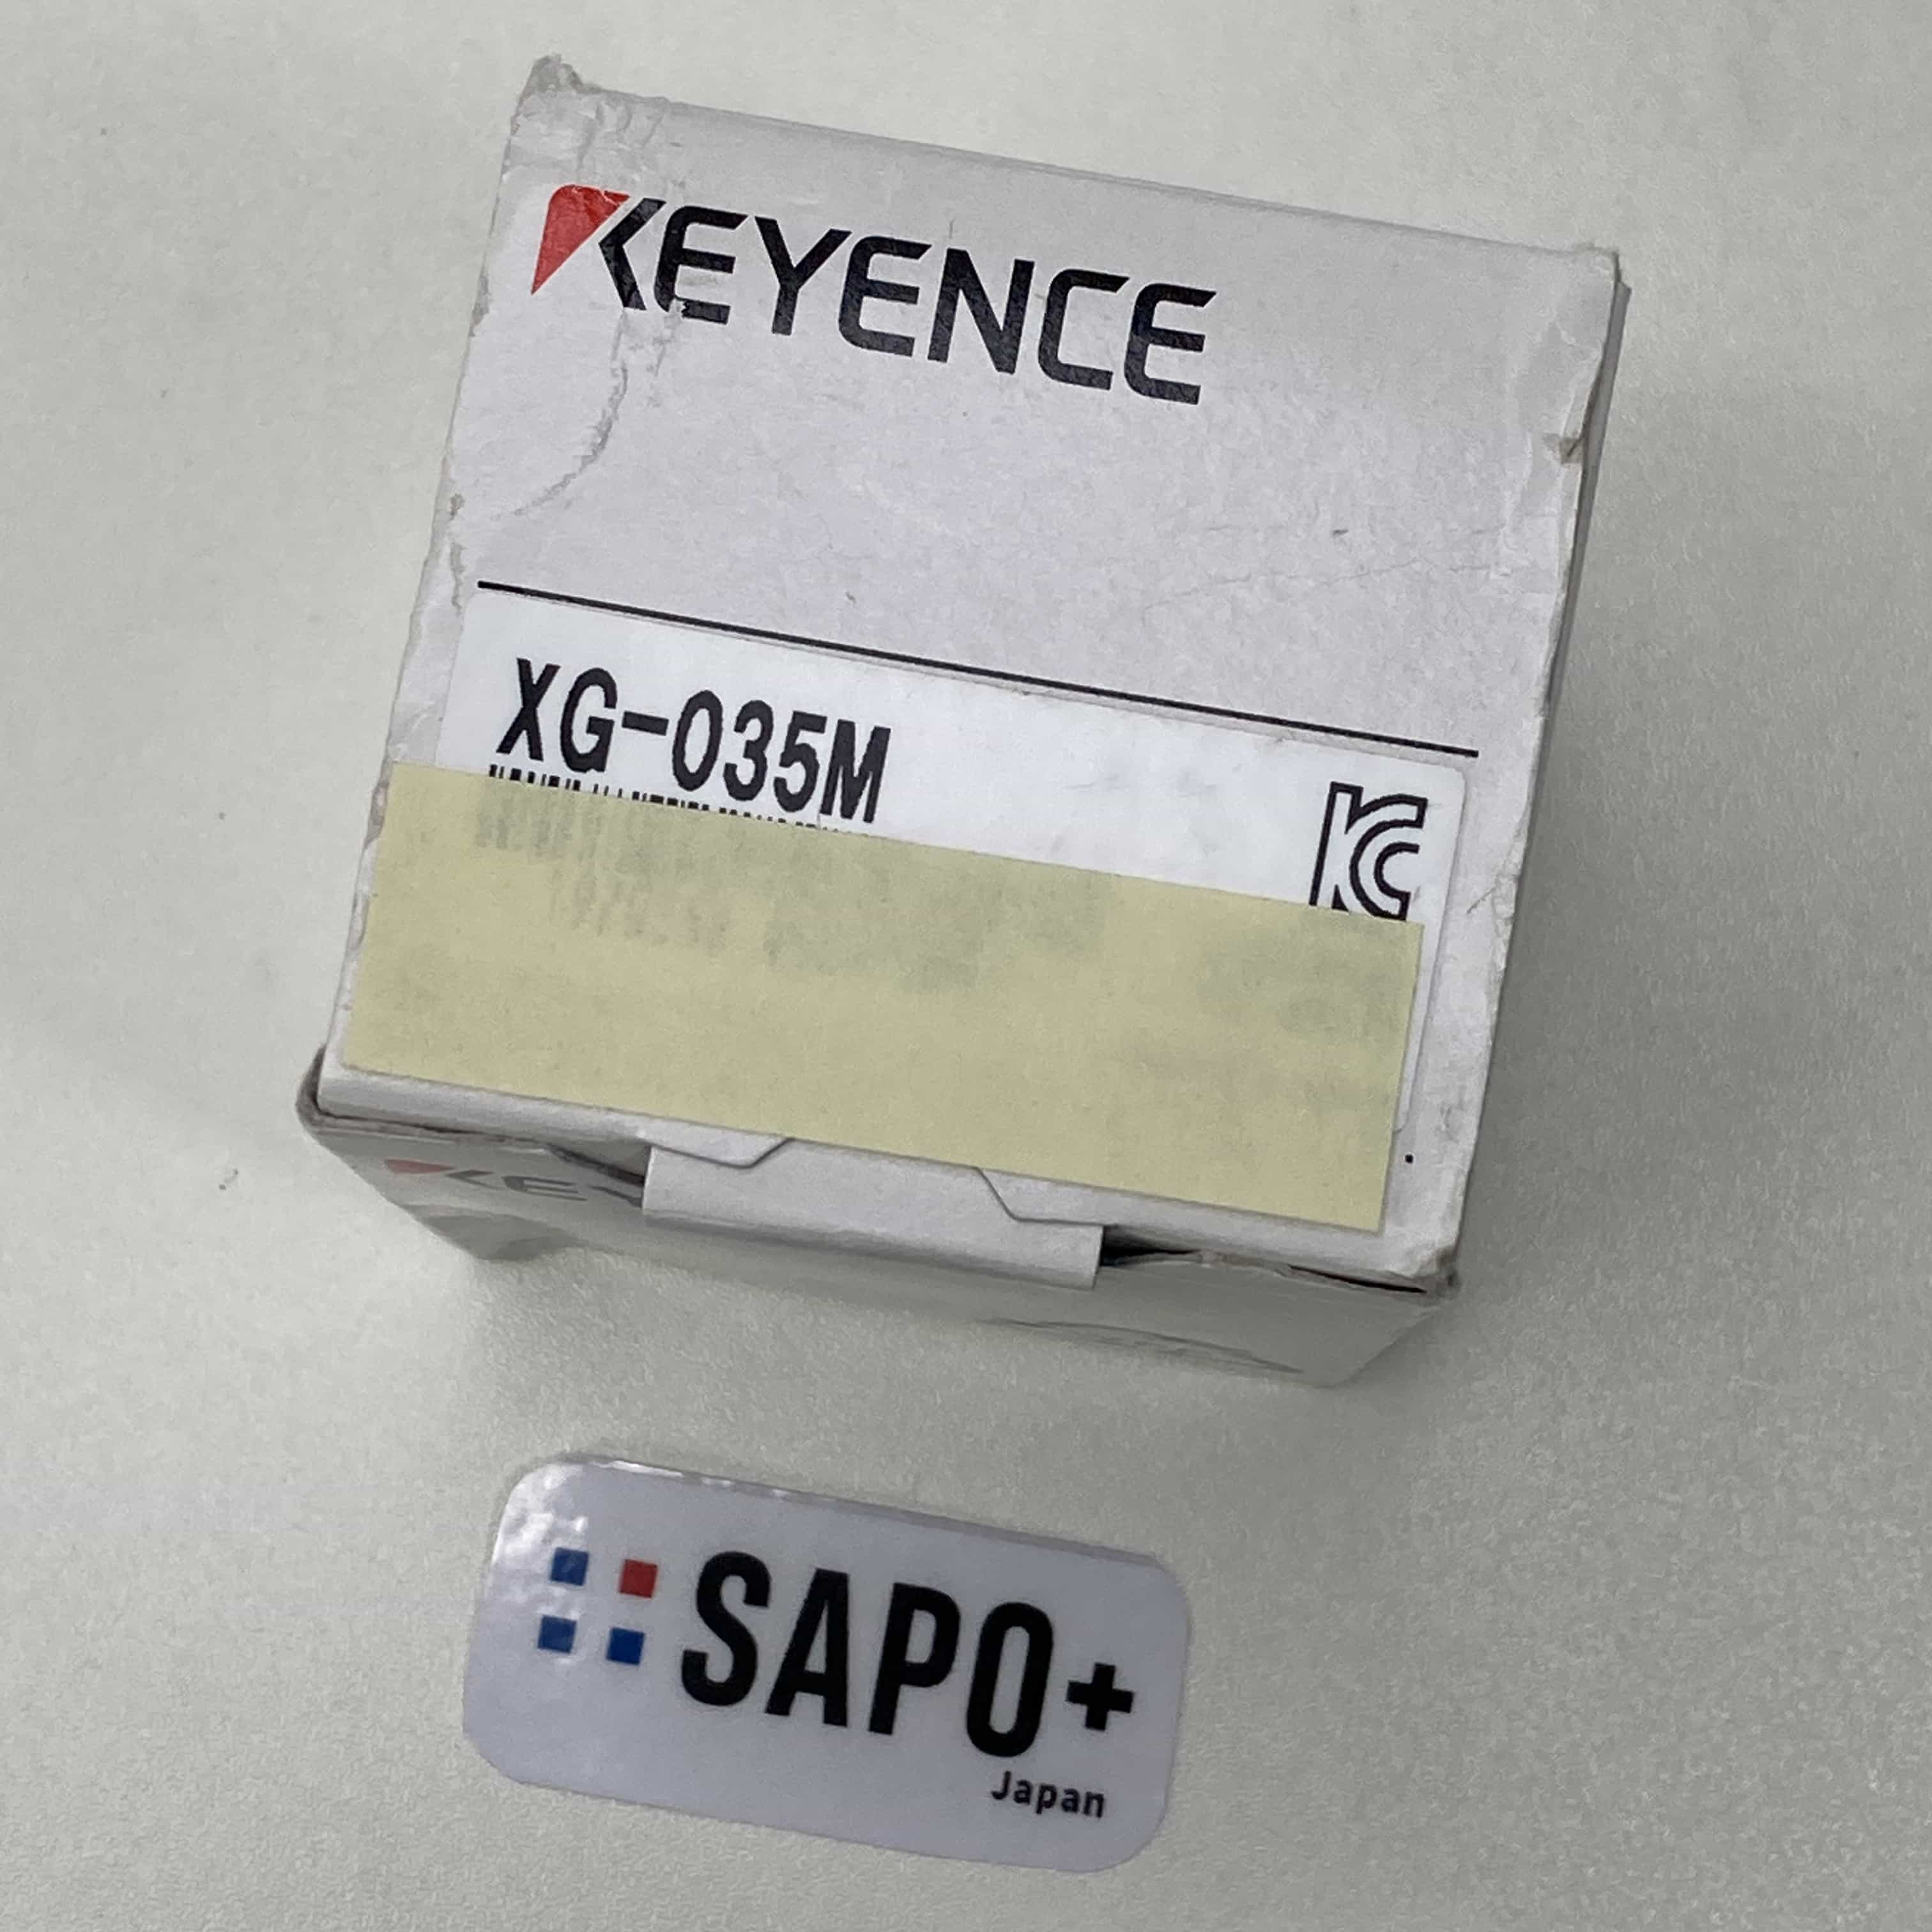 KEYENCE
XG-035M
SAPO+
Japan